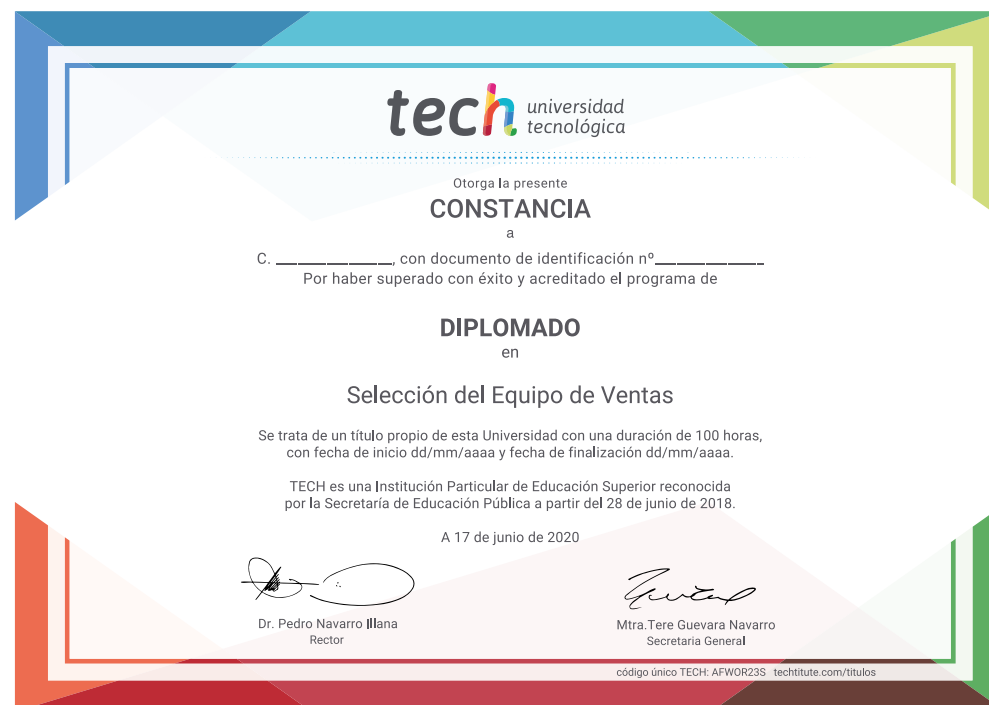 tech universidad
tecnológica
Otorga la presente
CONSTANCIA
a
C. ______________, con documento de identificación nº_____________
Por haber superado con éxito y acreditado el programa de
DIPLOMADO
en
Selección del Equipo de Ventas
Se trata de un título propio de esta Universidad con una duración de 100 horas,
con fecha de inicio dd/mm/aaaa y fecha de finalización dd/mm/aaaa.
TECH es una Institución Particular de Educación Superior reconocida
por la Secretaría de Educación Pública a partir del 28 de junio de 2018.
A 17 de junio de 2020
Dr. Pedro Navarro Illana
Rector
Mtra.Tere Guevara Navarro
Secretaria General
código único TECH: AFWOR23S techtitute.com/titulos